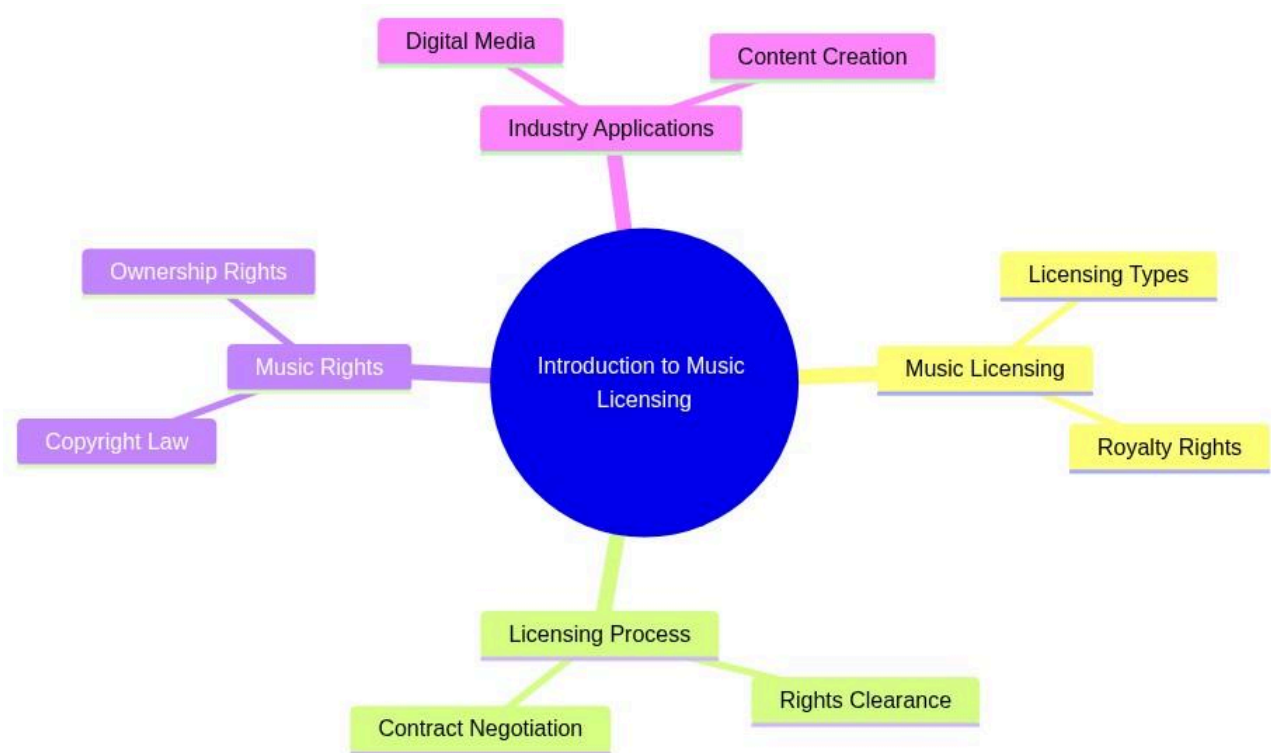 Digital Media
Content Creation
Industry Applications
Ownership Rights
Licensing Types
Music Rights
Introduction to Music
Licensing
Music Licensing
Copyright Law
Royalty Rights
Licensing Process
Rights Clearance
Contract Negotiation